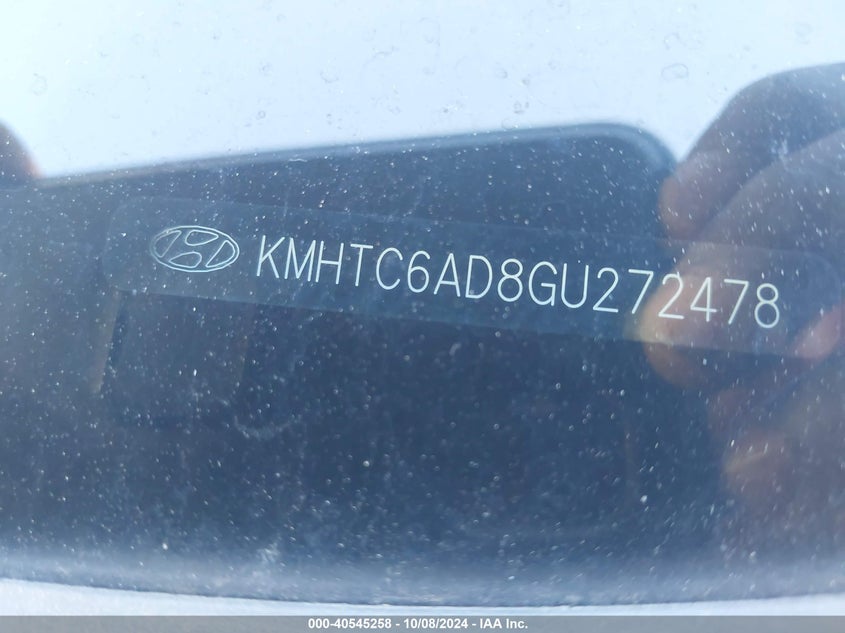 KMHTC6AD8GU272478
000-40545258 - 10/08/2024 - IAA Inc.